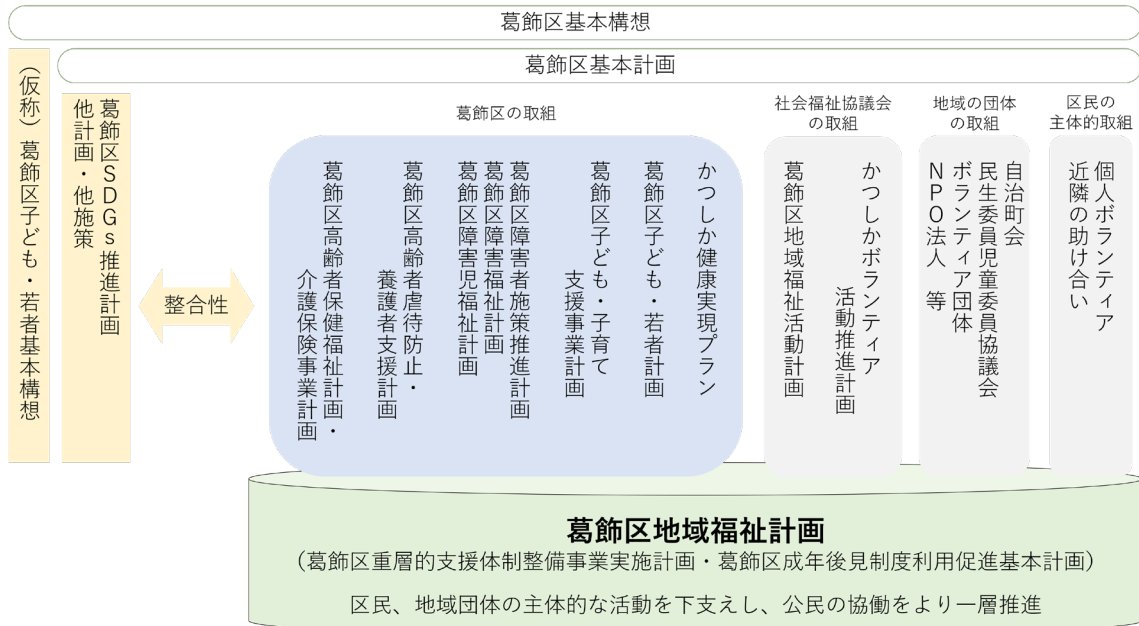 葛飾区基本構想
葛飾区基本計画
（仮称）葛飾区子ども・若者基本構想
葛飾区SDGs推進計画
他計画・他施策
整合性
葛飾区の取組
葛飾区高齢者保健福祉計画・
介護保険事業計画
葛飾区高齢者虐待防止・
養護者支援計画
葛飾区障害者施策推進計画
葛飾区障害福祉計画
葛飾区障害児福祉計画
葛飾区子ども・子育て
支援事業計画
葛飾区子ども・若者計画
かつしか健康実現プラン
社会福祉協議会
の取組
葛飾区地域福祉活動計画
かつしかボランティア
活動推進計画
地域の団体
の取組
自治町会
民生委員児童委員協議会
ボランティア団体
NPO法人　等
区民の
主体的取組
個人ボランティア
近隣の助け合い
葛飾区地域福祉計画
（葛飾区重層的支援体制整備事業実施計画・葛飾区成年後見制度利用促進基本計画）
区民、地域団体の主体的な活動を下支えし、公民の協働をより一層推進